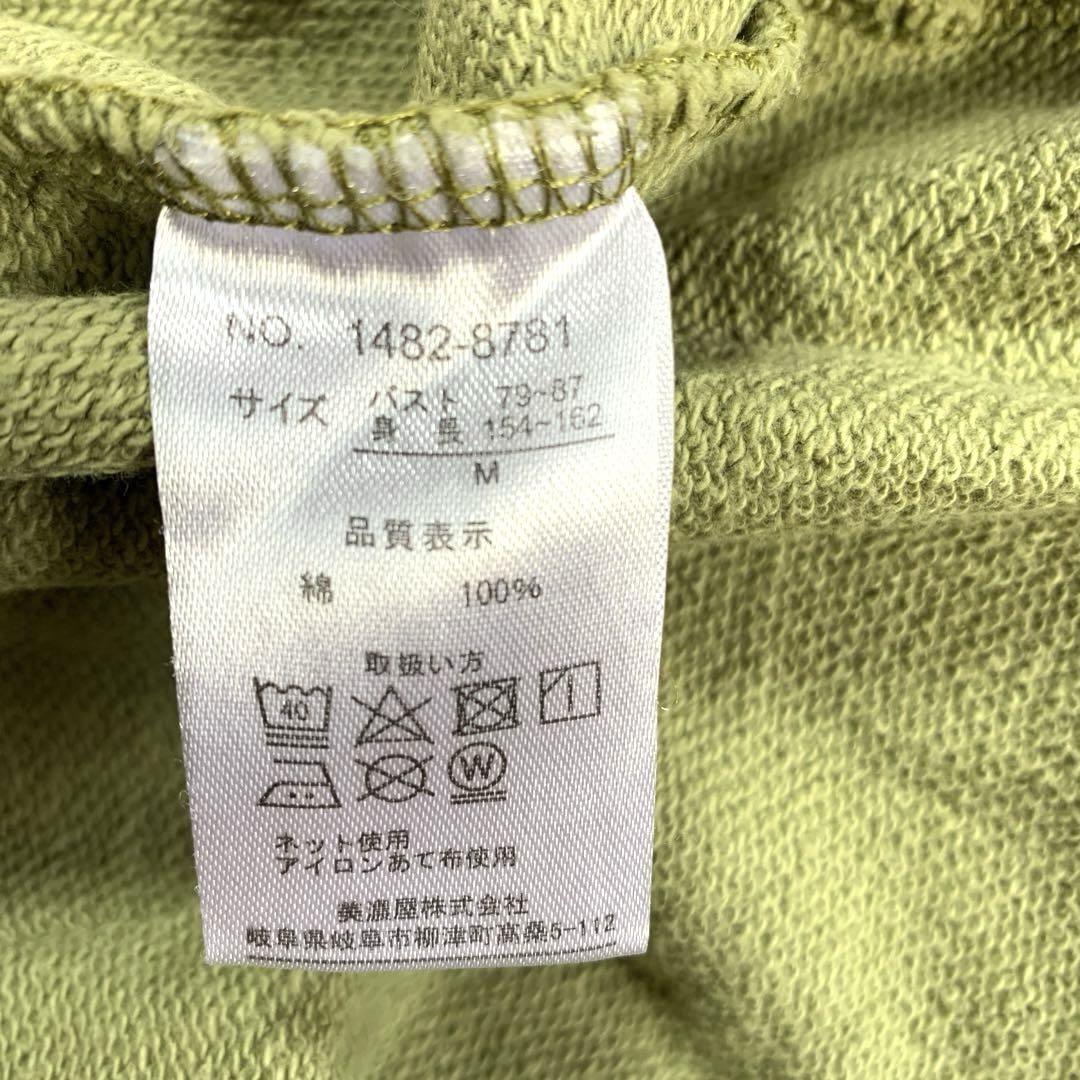 NO. 1482-8781
サイズ バスト 79~87
身長 154~162
M
品質表示
綿 100%
取扱い方
40
W
ネット使用
アイロンあて布使用
美濃屋株式会社
岐阜県岐阜市柳津町高桑5-112